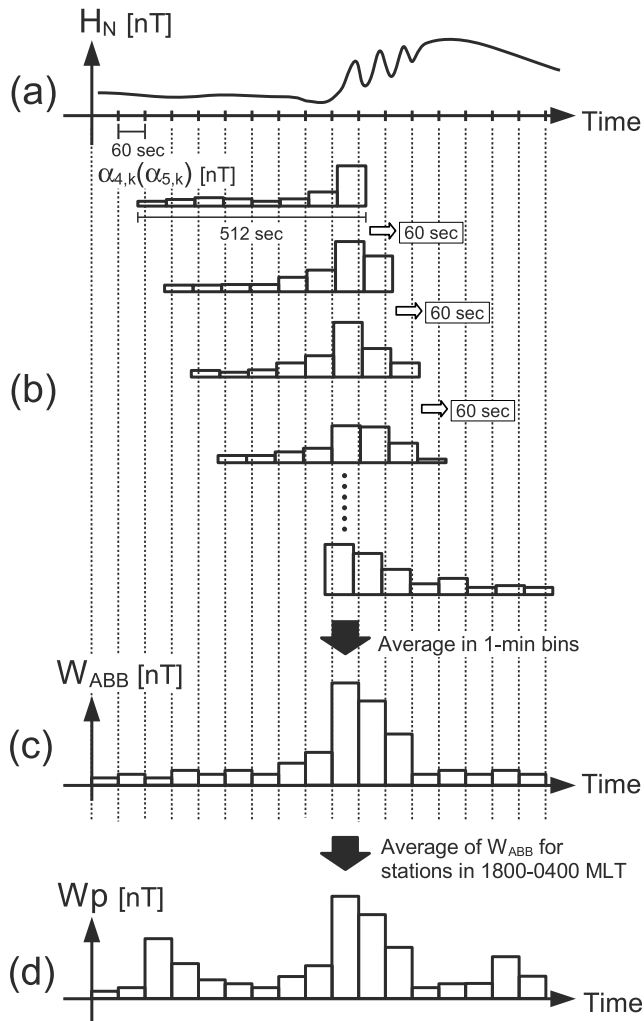 H_N [nT]
(a)
Time
60 sec
α_4,k(α_5,k) [nT]
512 sec
60 sec
60 sec
(b)
60 sec
Average in 1-min bins
W_ABB [nT]
(c)
Time
Average of W_ABB for
stations in 1800-0400 MLT
Wp [nT]
(d)
Time